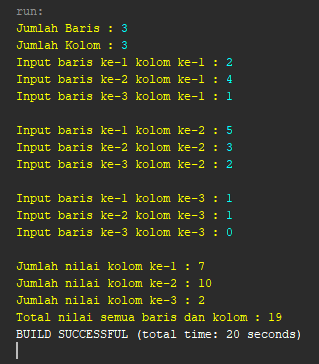 run:
Jumlah Baris : 3
Jumlah Kolom : 3
Input baris ke-1 kolom ke-1 : 2
Input baris ke-2 kolom ke-1 : 4
Input baris ke-3 kolom ke-1 : 1
Input baris ke-1 kolom ke-2 : 5
Input baris ke-2 kolom ke-2 : 3
Input baris ke-3 kolom ke-2 : 2
Input baris ke-1 kolom ke-3 : 1
Input baris ke-2 kolom ke-3 : 1
Input baris ke-3 kolom ke-3 : 0
Jumlah nilai kolom ke-1 : 7
Jumlah nilai kolom ke-2 : 10
Jumlah nilai kolom ke-3 : 2
Total nilai semua baris dan kolom : 19
BUILD SUCCESSFUL (total time: 20 seconds)